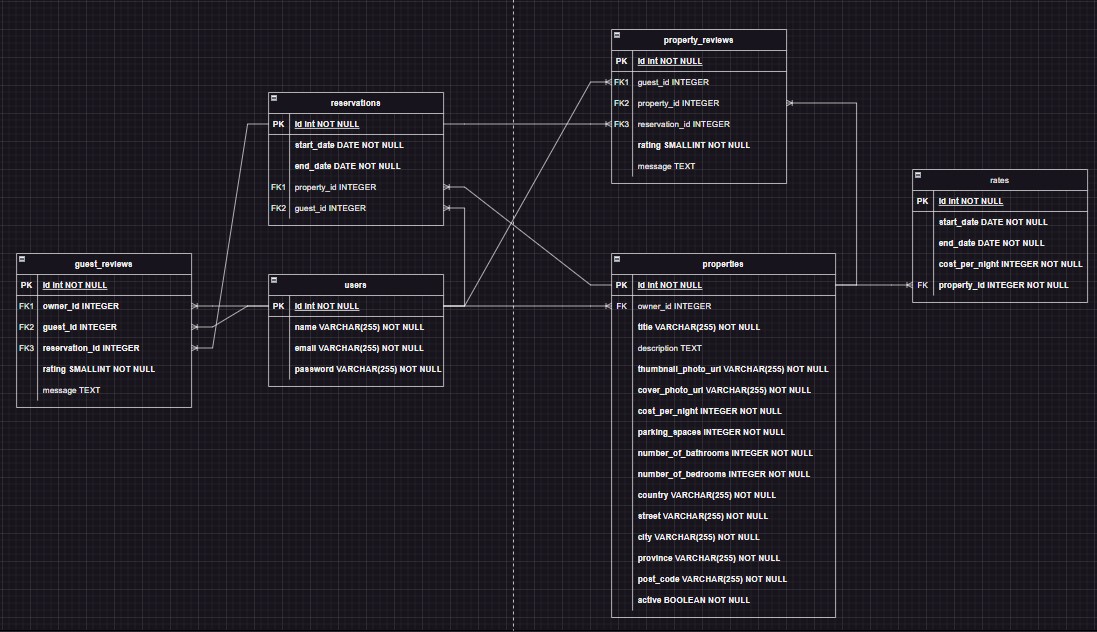 property_reviews
PK id int NOT NULL
FK1 guest_id INTEGER
FK2 property_id INTEGER
FK3 reservation_id INTEGER
rating SMALLINT NOT NULL
message TEXT
reservations
PK id int NOT NULL
start_date DATE NOT NULL
end_date DATE NOT NULL
FK1 property_id INTEGER
FK2 guest_id INTEGER
rates
PK id int NOT NULL
start_date DATE NOT NULL
end_date DATE NOT NULL
cost_per_night INTEGER NOT NULL
FK property_id INTEGER NOT NULL
guest_reviews
PK id int NOT NULL
FK1 owner_id INTEGER
FK2 guest_id INTEGER
FK3 reservation_id INTEGER
rating SMALLINT NOT NULL
message TEXT
users
PK id int NOT NULL
name VARCHAR(255) NOT NULL
email VARCHAR(255) NOT NULL
password VARCHAR(255) NOT NULL
properties
PK id int NOT NULL
FK owner_id INTEGER
title VARCHAR(255) NOT NULL
description TEXT
thumbnail_photo_url VARCHAR(255) NOT NULL
cover_photo_url VARCHAR(255) NOT NULL
cost_per_night INTEGER NOT NULL
parking_spaces INTEGER NOT NULL
number_of_bathrooms INTEGER NOT NULL
number_of_bedrooms INTEGER NOT NULL
country VARCHAR(255) NOT NULL
street VARCHAR(255) NOT NULL
city VARCHAR(255) NOT NULL
province VARCHAR(255) NOT NULL
post_code VARCHAR(255) NOT NULL
active BOOLEAN NOT NULL